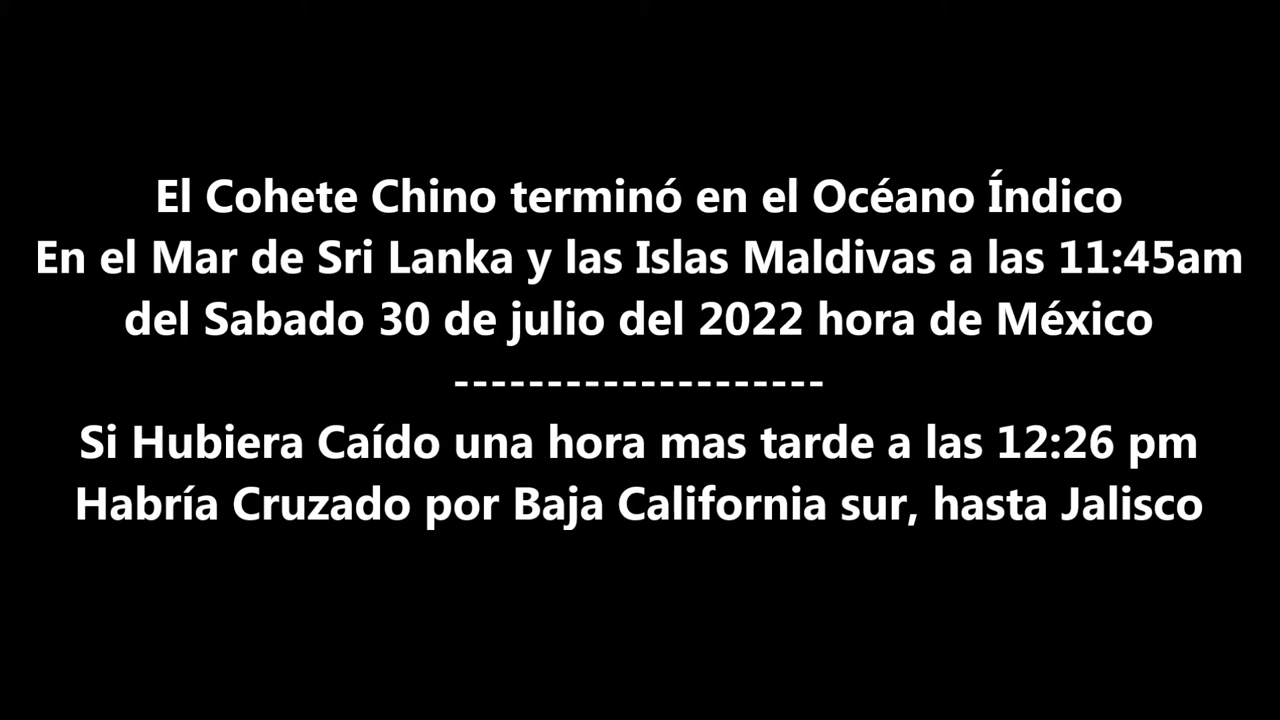 El Cohete Chino terminó en el Océano Índico
En el Mar de Sri Lanka y las Islas Maldivas a las 11:45am
del Sabado 30 de julio del 2022 hora de México
--------------------
Si Hubiera Caído una hora mas tarde a las 12:26 pm
Habría Cruzado por Baja California sur, hasta Jalisco